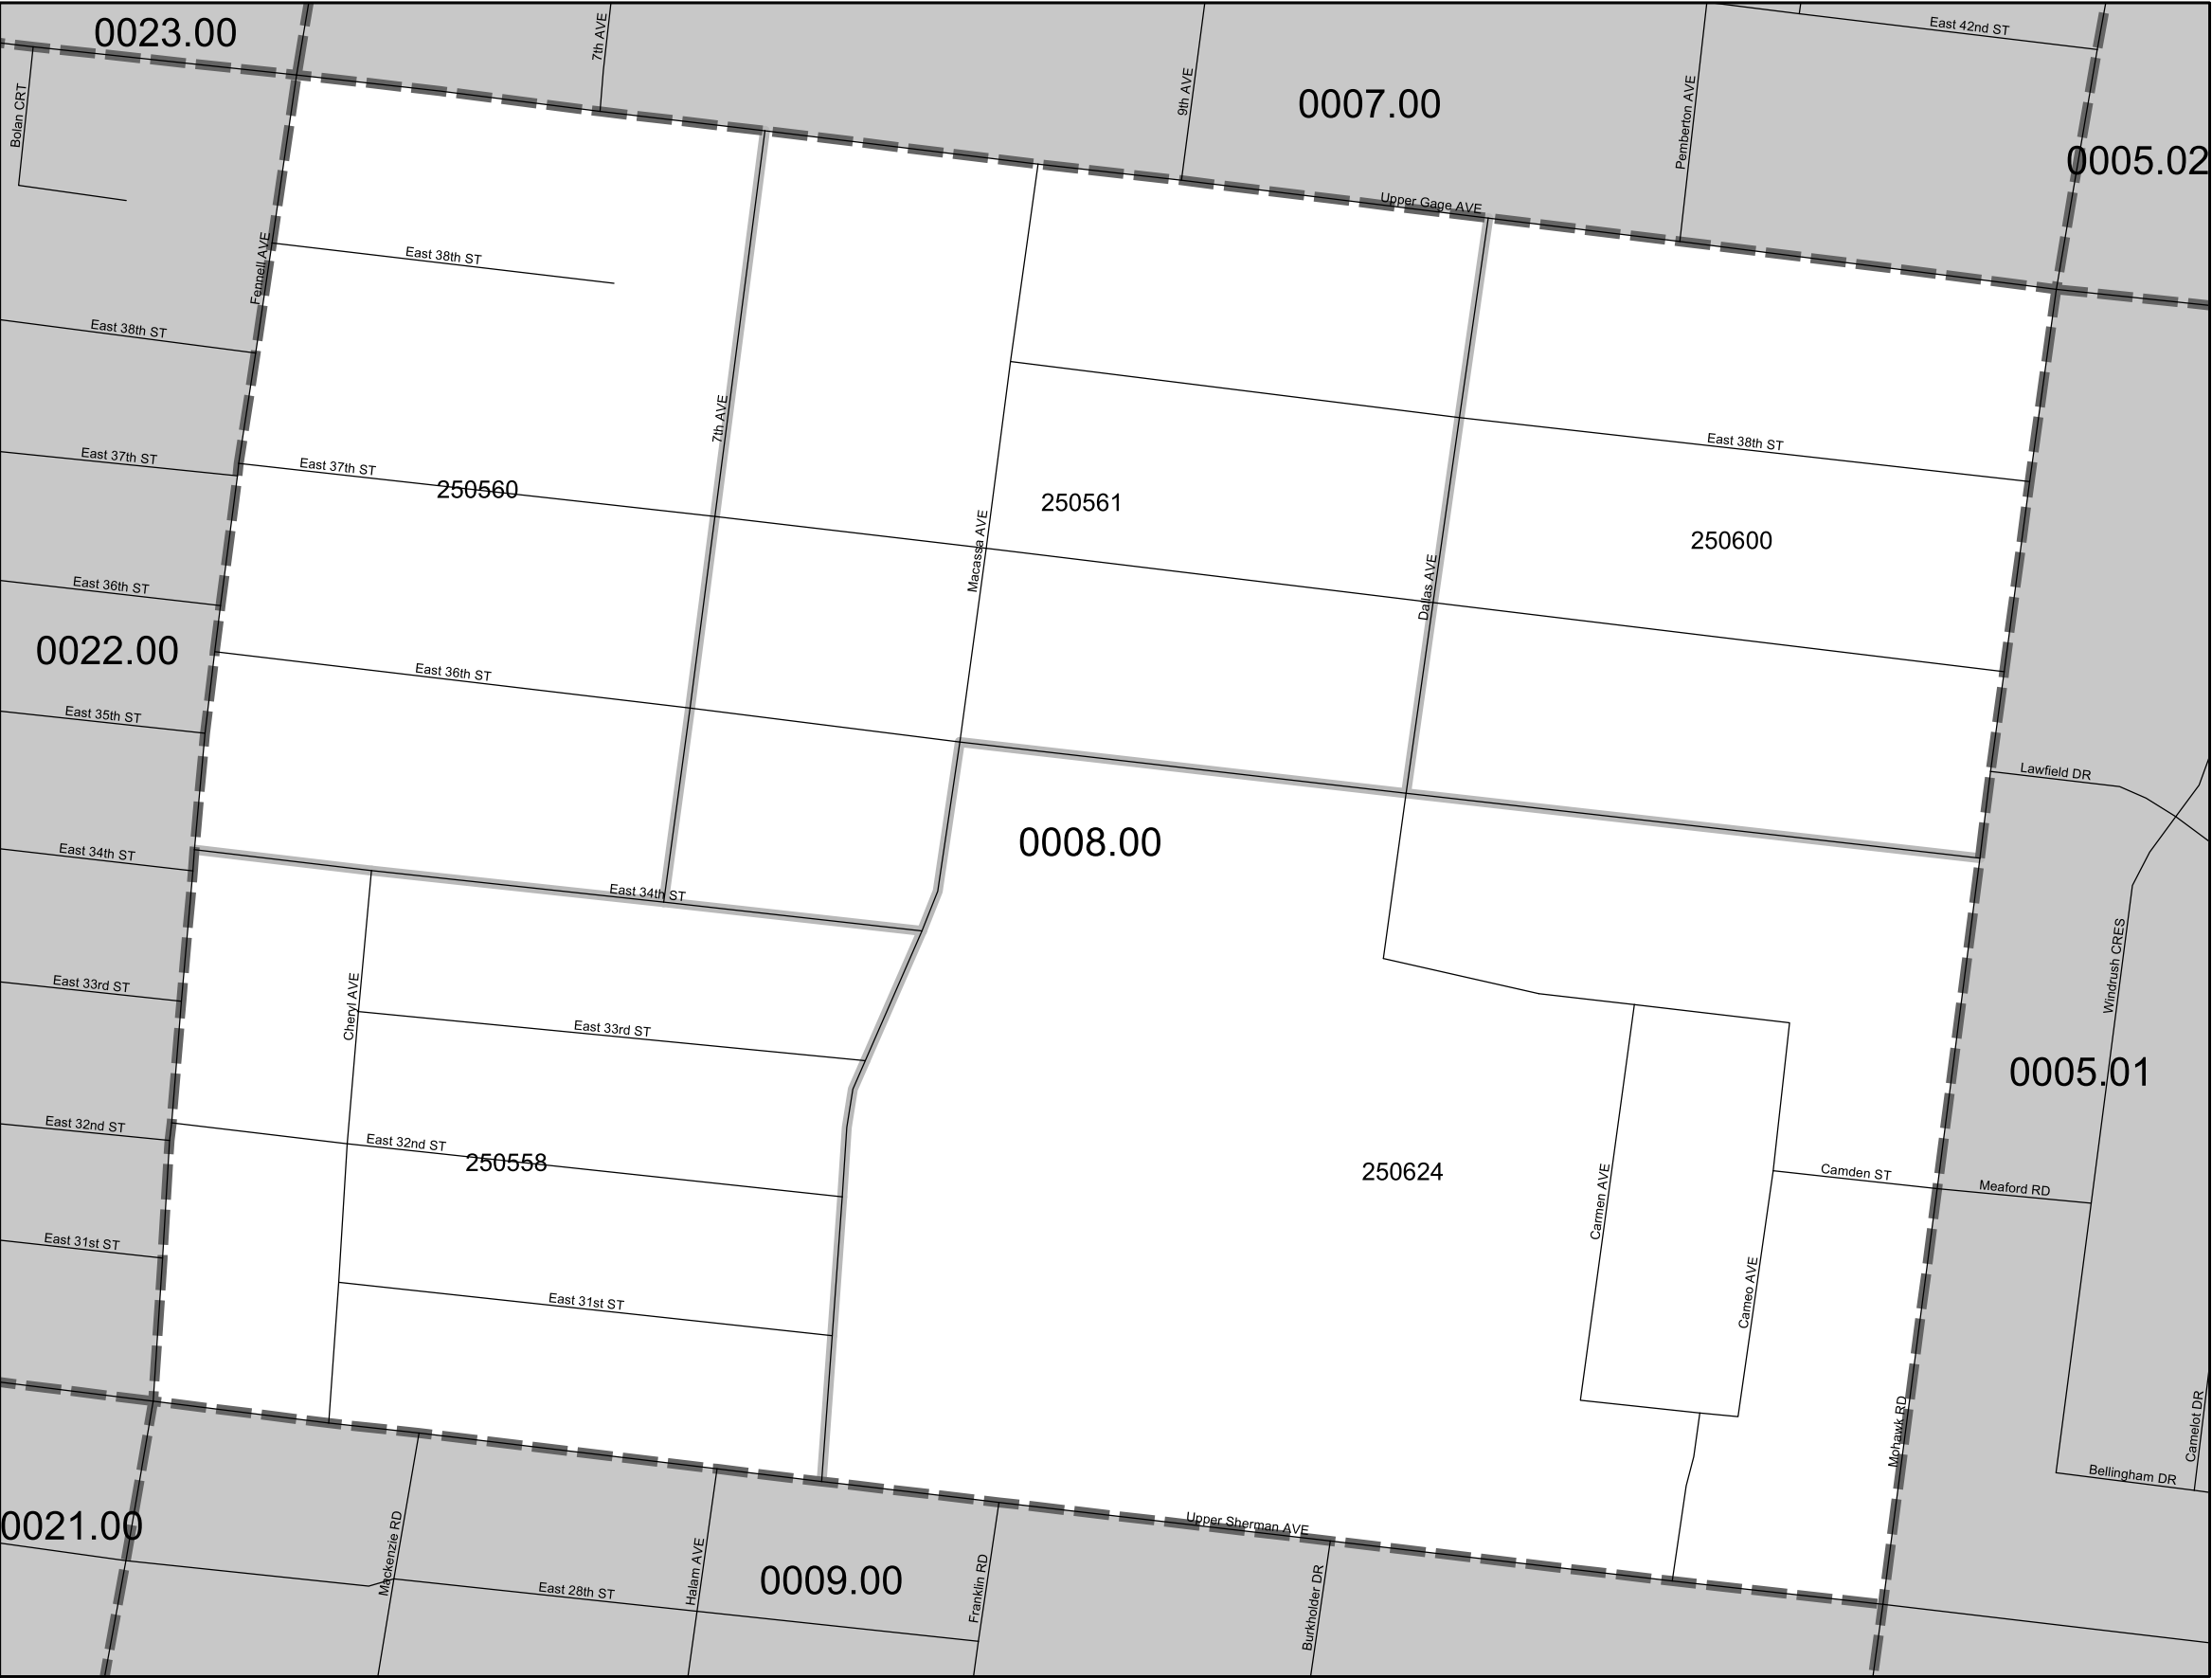 0023.00
7th AVE
East 42nd ST
Bolan CRT
9th AVE
0007.00
Pemberton AVE
0005.02
Upper Gage AVE
Fennell AVE
East 38th ST
East 38th ST
7th AVE
East 38th ST
East 37th ST
East 37th ST
250560
250561
250600
Macassa AVE
Dallas AVE
East 36th ST
0022.00
East 36th ST
East 35th ST
Lawfield DR
0008.00
East 34th ST
East 34th ST
Windrush CRES
East 33rd ST
Cheryl AVE
East 33rd ST
0005.01
East 32nd ST
East 32nd ST
250558
250624
Carmen AVE
Camden ST
Meaford RD
East 31st ST
Cameo AVE
East 31st ST
Mohawk RD
Camelot DR
Bellingham DR
0021.00
Upper Sherman AVE
Mackenzie RD
Halam AVE
0009.00
Franklin RD
Burkholder DR
East 28th ST